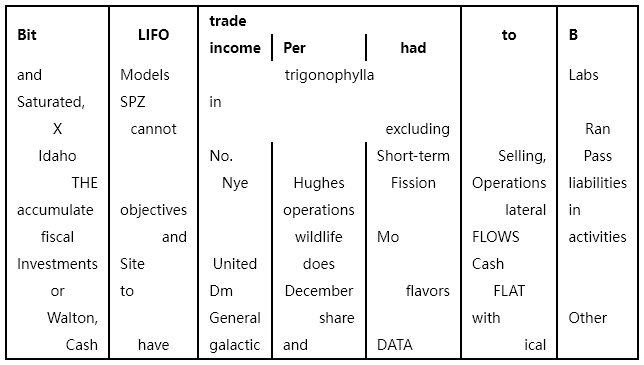 trade
Bit LIFO income Per had to B
and Models trigonophylla Labs
Saturated, SPZ in
X cannot excluding Ran
Idaho No. Short-term Selling, Pass
THE Nye Hughes Fission Operations liabilities
accumulate objectives operations lateral in
fiscal and wildlife Mo FLOWS activities
Investments Site United does Cash
or to Dm December flavors FLAT
Walton, General share with Other
Cash have galactic and DATA ical